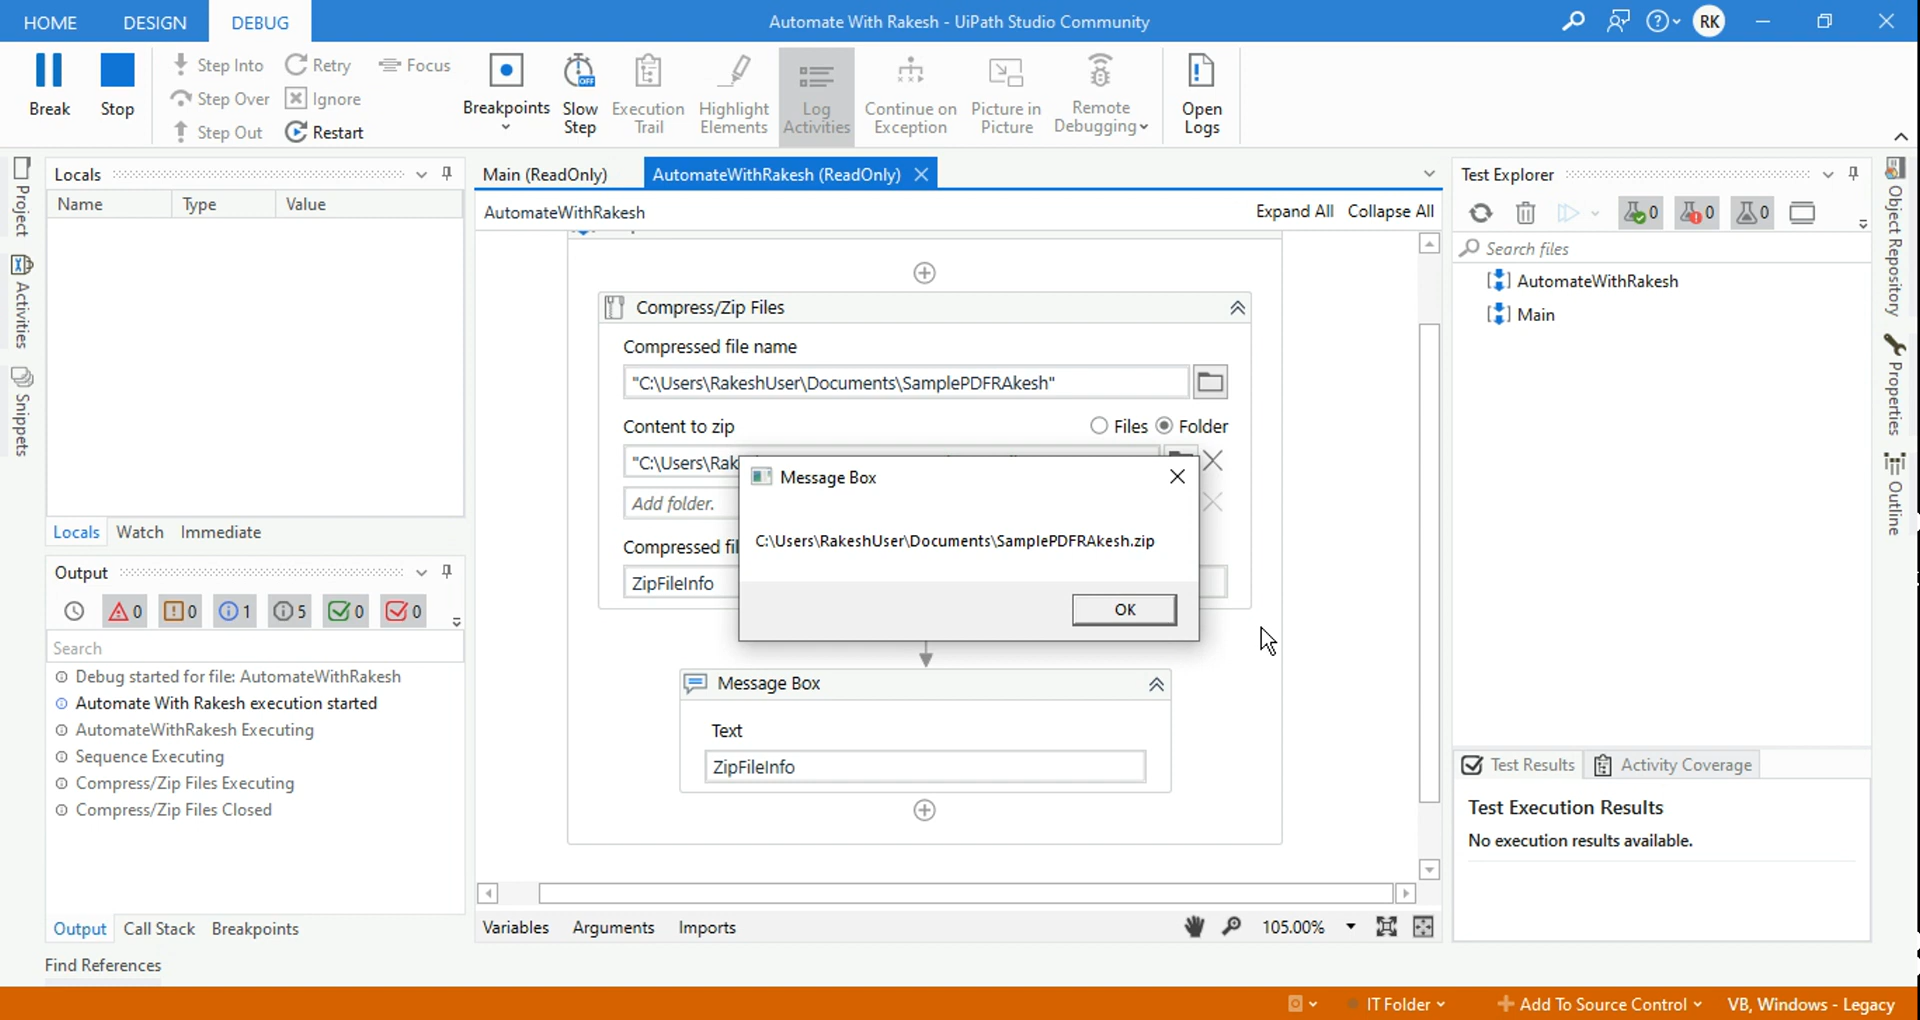 HOME DESIGN DEBUG Automate With Rakesh - UiPath Studio Community RK
Break
Stop
Step Into
Step Over
Step Out
Retry
Ignore
Restart
Focus
Breakpoints
OFF
Slow
Step
Execution
Trail
Highlight
Elements
Log
Activities
Continue on
Exception
Picture in
Picture
Remote
Debugging
Open
Logs
Project
Activities
Snippets
Locals
Name Type Value
Locals Watch Immediate
Output
0 0 1 5 0 0
Search
Debug started for file: AutomateWithRakesh
Automate With Rakesh execution started
AutomateWithRakesh Executing
Sequence Executing
Compress/Zip Files Executing
Compress/Zip Files Closed
Output Call Stack Breakpoints
Find References
Main (ReadOnly) AutomateWithRakesh (ReadOnly)
AutomateWithRakesh Expand All Collapse All
Compress/Zip Files
Compressed file name
"C:\Users\RakeshUser\Documents\SamplePDFRAkesh"
Content to zip Files Folder
"C:\Users\Rak
Add folder.
Compressed fil
ZipFileInfo
Message Box
C:\Users\RakeshUser\Documents\SamplePDFRAkesh.zip
OK
Message Box
Text
ZipFileInfo
Variables Arguments Imports 105.00%
Test Explorer
0 0 0
Search files
AutomateWithRakesh
Main
Test Results Activity Coverage
Test Execution Results
No execution results available.
Object Repository
Properties
Outline
IT Folder Add To Source Control VB, Windows - Legacy